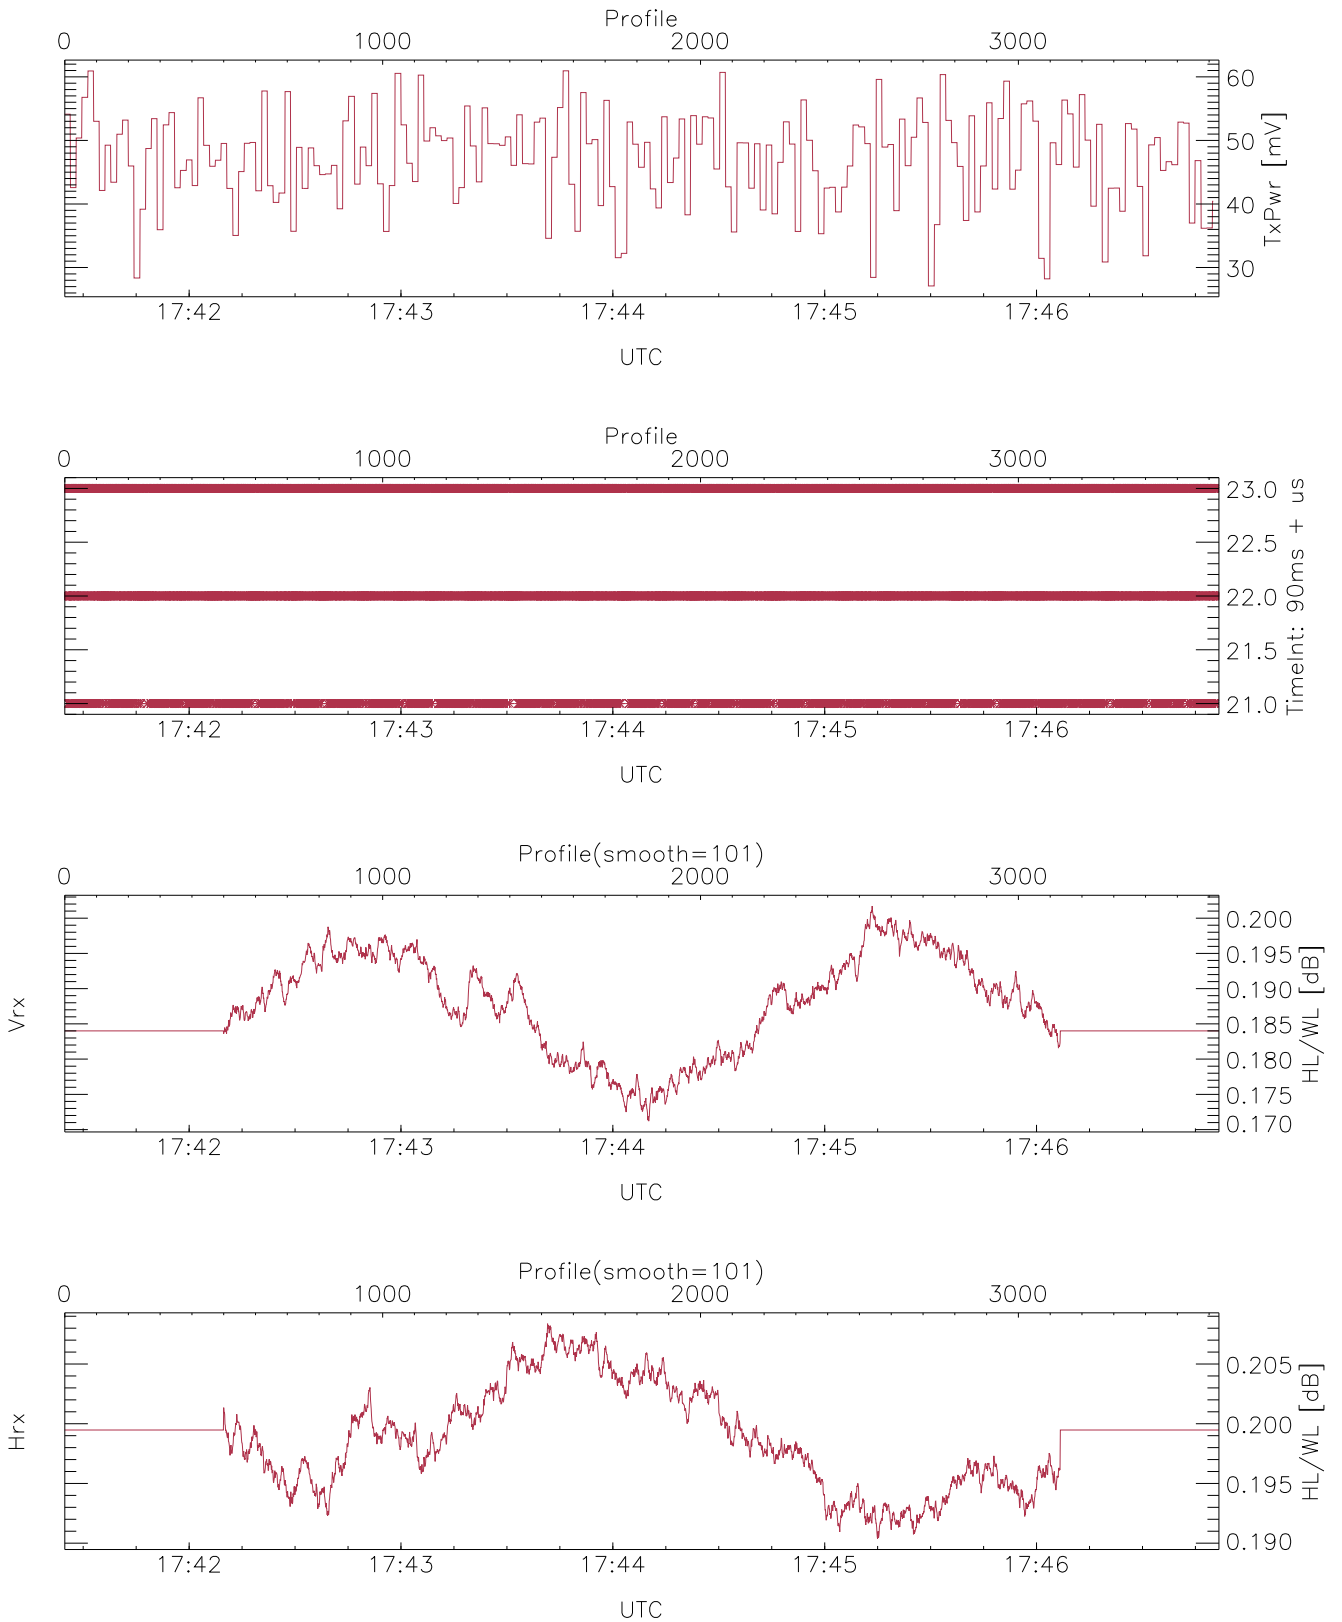 Profile
0 1000 2000 3000
60
50
40
30
TxPwr [mV]
17:42 17:43 17:44 17:45 17:46
UTC
Profile
0 1000 2000 3000
23.0
22.5
22.0
21.5
21.0
TimeInt: 90ms + us
17:42 17:43 17:44 17:45 17:46
UTC
Profile(smooth=101)
0 1000 2000 3000
Vrx
0.200
0.195
0.190
0.185
0.180
0.175
0.170
HL/WL [dB]
17:42 17:43 17:44 17:45 17:46
UTC
Profile(smooth=101)
0 1000 2000 3000
Hrx
0.205
0.200
0.195
0.190
HL/WL [dB]
17:42 17:43 17:44 17:45 17:46
UTC